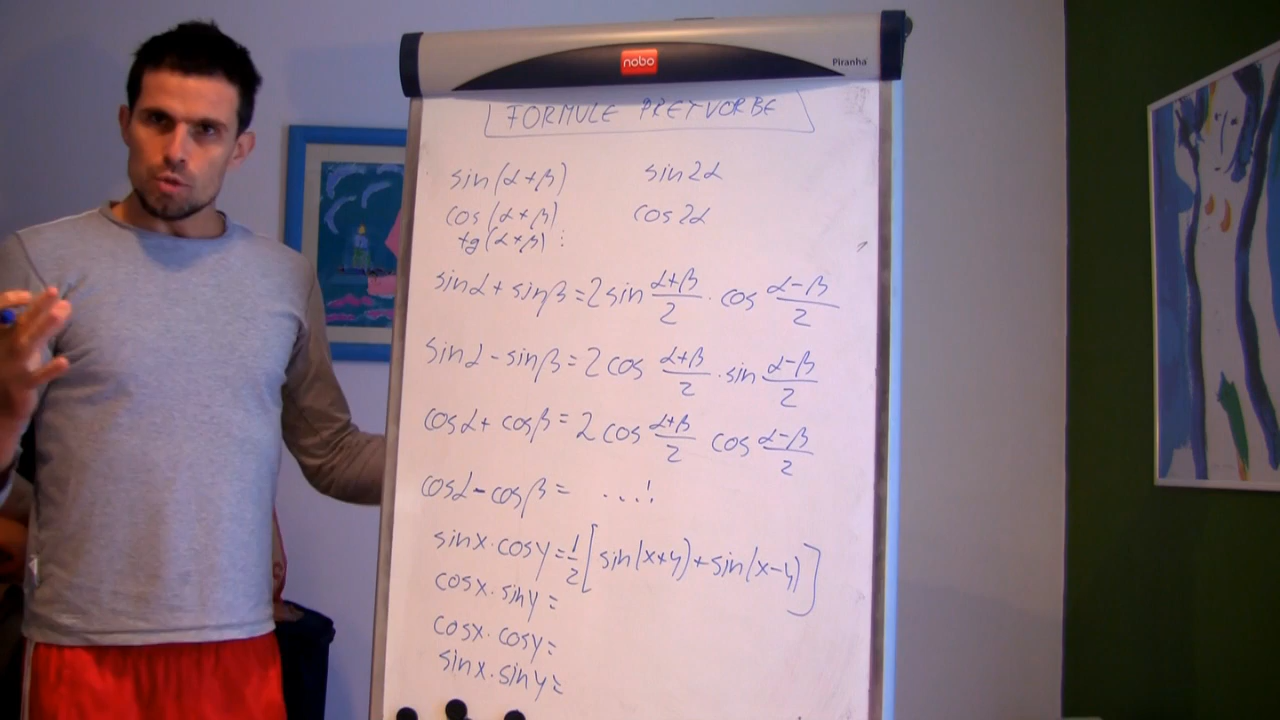 nobo
Piranha
FORMULE PRETVORBE
sin(α+β) sin2α
cos(α+β) cos2α
tg(α+β) :
sinα + sinβ = 2 sin (α+β)/2 · cos (α-β)/2
sinα - sinβ = 2 cos (α+β)/2 · sin (α-β)/2
cosα + cosβ = 2 cos (α+β)/2 cos (α-β)/2
cosα - cosβ = ...!
sinx · cosy = 1/2 [sin(x+y) + sin(x-y)]
cosx · siny =
cosx · cosy =
sinx · siny =